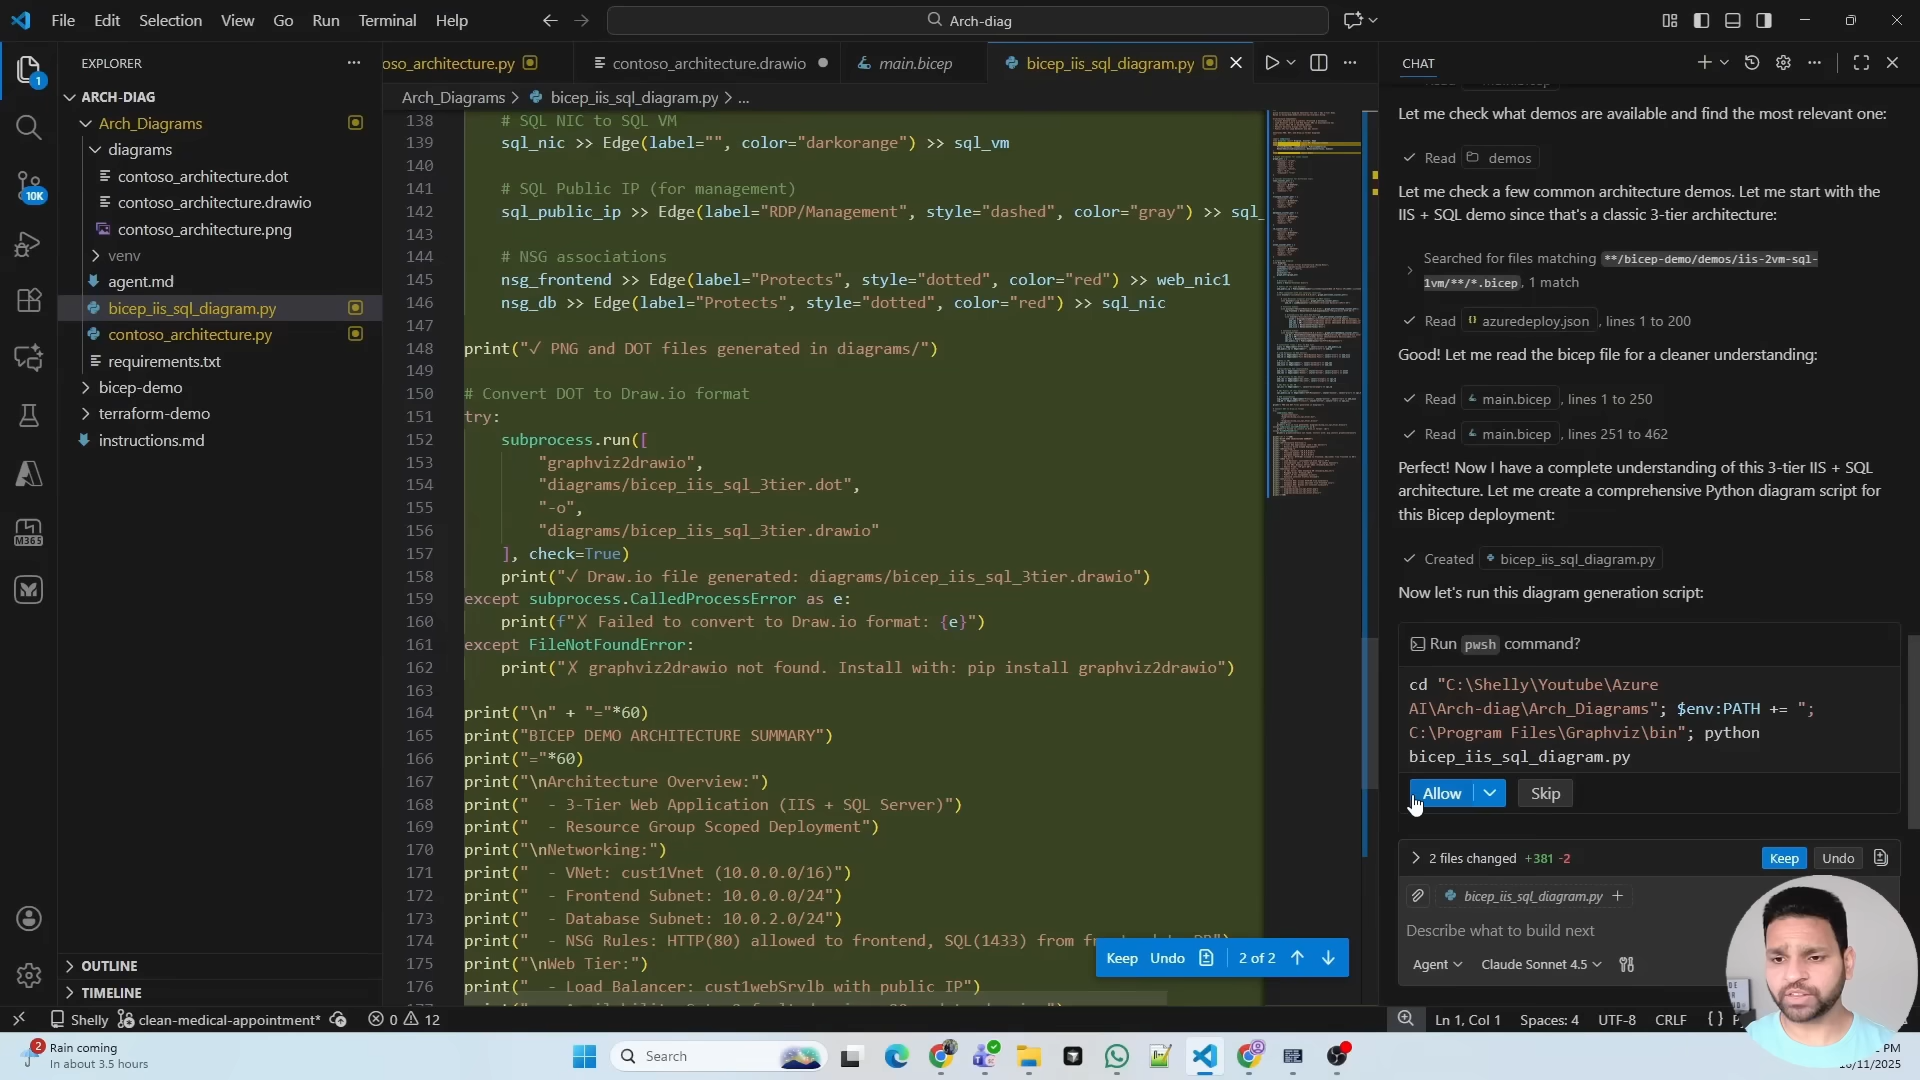 File Edit Selection View Go Run Terminal Help
Arch-diag
EXPLORER
ARCH-DIAG
Arch_Diagrams
diagrams
contoso_architecture.dot
contoso_architecture.drawio
contoso_architecture.png
venv
agent.md
bicep_iis_sql_diagram.py
contoso_architecture.py
requirements.txt
bicep-demo
terraform-demo
instructions.md
OUTLINE
TIMELINE
1
10K
M365
oso_architecture.py contoso_architecture.drawio main.bicep bicep_iis_sql_diagram.py
Arch_Diagrams > bicep_iis_sql_diagram.py > ...
138 # SQL NIC to SQL VM
139 sql_nic >> Edge(label="", color="darkorange") >> sql_vm
140
141 # SQL Public IP (for management)
142 sql_public_ip >> Edge(label="RDP/Management", style="dashed", color="gray") >> sql_
143
144 # NSG associations
145 nsg_frontend >> Edge(label="Protects", style="dotted", color="red") >> web_nic1
146 nsg_db >> Edge(label="Protects", style="dotted", color="red") >> sql_nic
147
148 print("✓ PNG and DOT files generated in diagrams/")
149
150 # Convert DOT to Draw.io format
151 try:
152 subprocess.run([
153 "graphviz2drawio",
154 "diagrams/bicep_iis_sql_3tier.dot",
155 "-o",
156 "diagrams/bicep_iis_sql_3tier.drawio"
157 ], check=True)
158 print("✓ Draw.io file generated: diagrams/bicep_iis_sql_3tier.drawio")
159 except subprocess.CalledProcessError as e:
160 print(f"✗ Failed to convert to Draw.io format: {e}")
161 except FileNotFoundError:
162 print("✗ graphviz2drawio not found. Install with: pip install graphviz2drawio")
163
164 print("\n" + "="*60)
165 print("BICEP DEMO ARCHITECTURE SUMMARY")
166 print("="*60)
167 print("\nArchitecture Overview:")
168 print("  - 3-Tier Web Application (IIS + SQL Server)")
169 print("  - Resource Group Scoped Deployment")
170 print("\nNetworking:")
171 print("  - VNet: cust1Vnet (10.0.0.0/16)")
172 print("  - Frontend Subnet: 10.0.0.0/24")
173 print("  - Database Subnet: 10.0.2.0/24")
174 print("  - NSG Rules: HTTP(80) allowed to frontend, SQL(1433) from
175 print("\nWeb Tier:")
176 print("  - Load Balancer: cust1webSrvlb with public IP")
Keep Undo 2 of 2
CHAT
Let me check what demos are available and find the most relevant one:
Read demos
Let me check a few common architecture demos. Let me start with the
IIS + SQL demo since that's a classic 3-tier architecture:
Searched for files matching **/bicep-demo/demos/iis-2vm-sql-
1vm/**/*.bicep, 1 match
Read azuredeploy.json, lines 1 to 200
Good! Let me read the bicep file for a cleaner understanding:
Read main.bicep, lines 1 to 250
Read main.bicep, lines 251 to 462
Perfect! Now I have a complete understanding of this 3-tier IIS + SQL
architecture. Let me create a comprehensive Python diagram script for
this Bicep deployment:
Created bicep_iis_sql_diagram.py
Now let's run this diagram generation script:
Run pwsh command?
cd "C:\Shelly\Youtube\Azure
AI\Arch-diag\Arch_Diagrams"; $env:PATH += ";
C:\Program Files\Graphviz\bin"; python
bicep_iis_sql_diagram.py
Allow Skip
2 files changed +381 -2 Keep Undo
bicep_iis_sql_diagram.py
Describe what to build next
Agent Claude Sonnet 4.5
Shelly clean-medical-appointment* 0 12 Ln 1, Col 1 Spaces: 4 UTF-8 CRLF { }
2
Rain coming
In about 3.5 hours
Search
PM
/11/2025